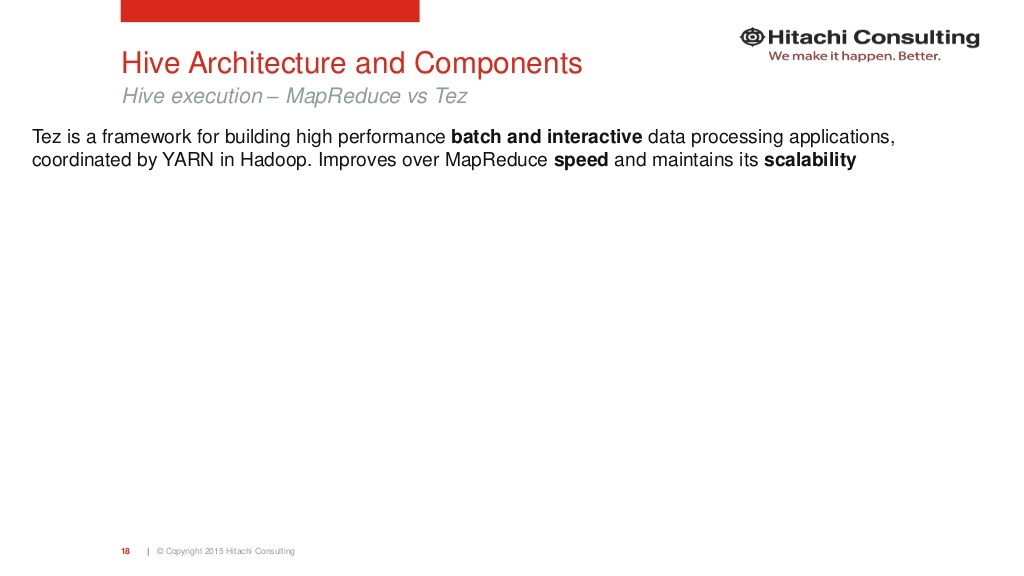 Hitachi Consulting
We make it happen. Better.
Hive Architecture and Components
Hive execution – MapReduce vs Tez
Tez is a framework for building high performance batch and interactive data processing applications,
coordinated by YARN in Hadoop. Improves over MapReduce speed and maintains its scalability
18 | © Copyright 2015 Hitachi Consulting